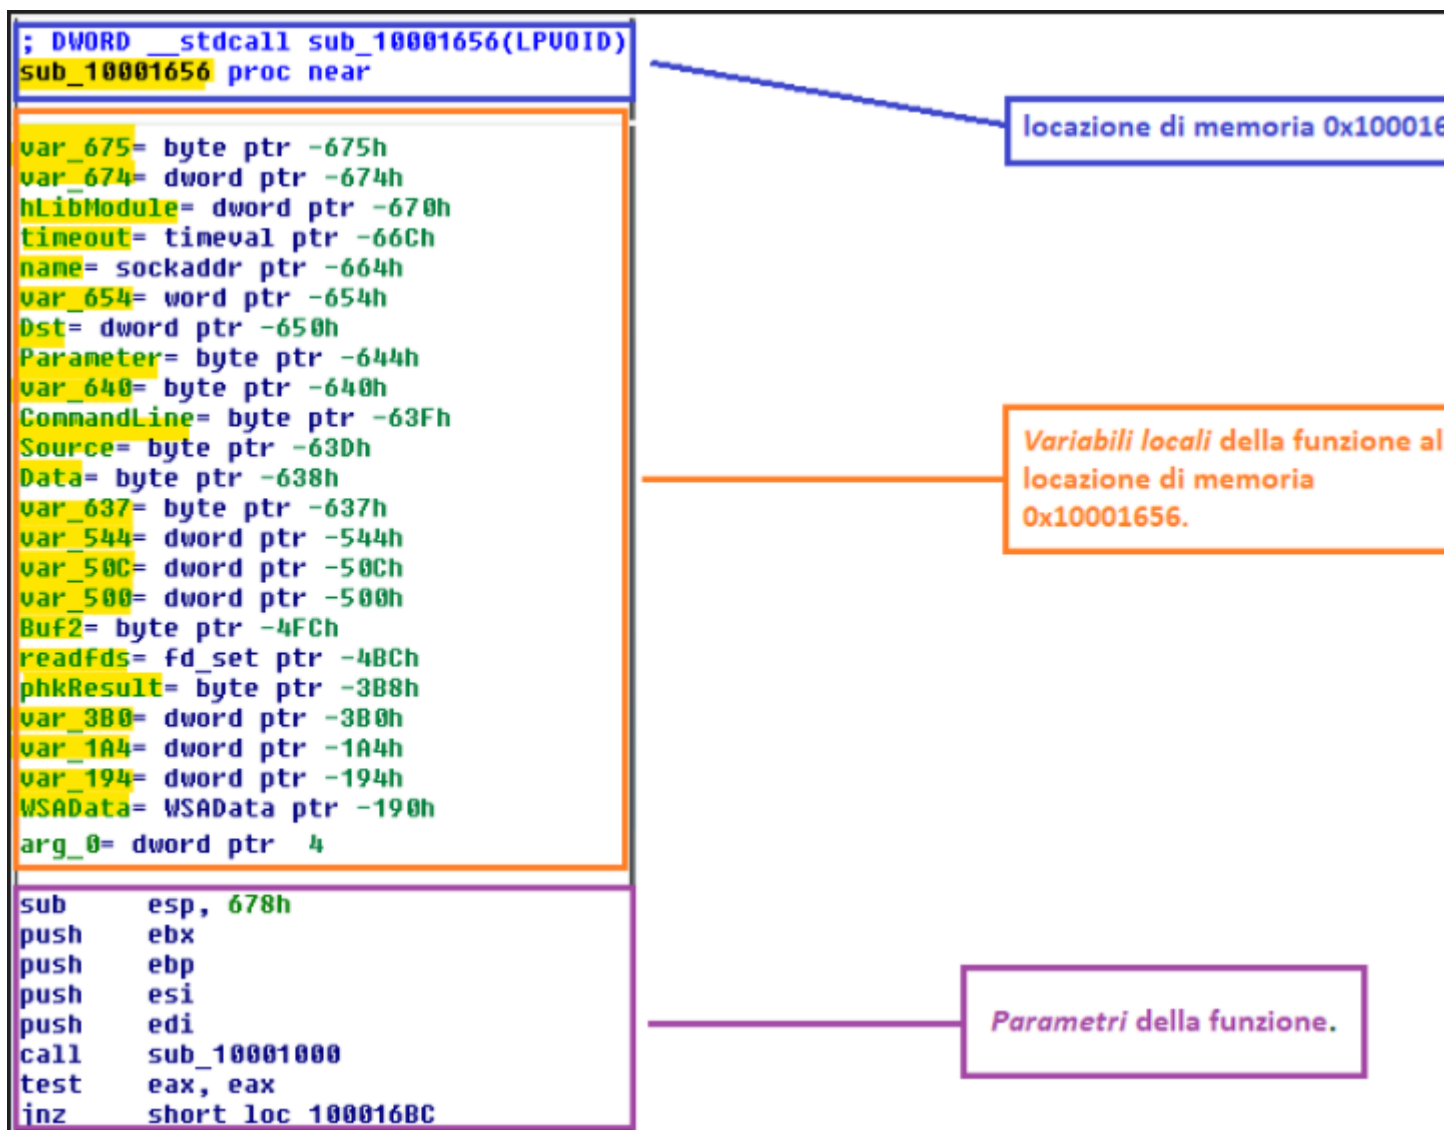 ; DWORD __stdcall sub_10001656(LPVOID)
sub_10001656 proc near
locazione di memoria 0x100016
var_675= byte ptr -675h
var_674= dword ptr -674h
hLibModule= dword ptr -670h
timeout= timeval ptr -66Ch
name= sockaddr ptr -664h
var_654= word ptr -654h
Dst= dword ptr -650h
Parameter= byte ptr -644h
var_640= byte ptr -640h
CommandLine= byte ptr -63Fh
Source= byte ptr -63Dh
Data= byte ptr -638h
var_637= byte ptr -637h
var_544= dword ptr -544h
var_50C= dword ptr -50Ch
var_500= dword ptr -500h
Buf2= byte ptr -4FCh
readfds= fd_set ptr -4BCh
phkResult= byte ptr -3B8h
var_3B0= dword ptr -3B0h
var_1A4= dword ptr -1A4h
var_194= dword ptr -194h
WSAData= WSAData ptr -190h
arg_0= dword ptr  4
Variabili locali della funzione al
locazione di memoria
0x10001656.
sub esp, 678h
push ebx
push ebp
push esi
push edi
call sub_10001000
test eax, eax
jnz short loc_100016BC
Parametri della funzione.